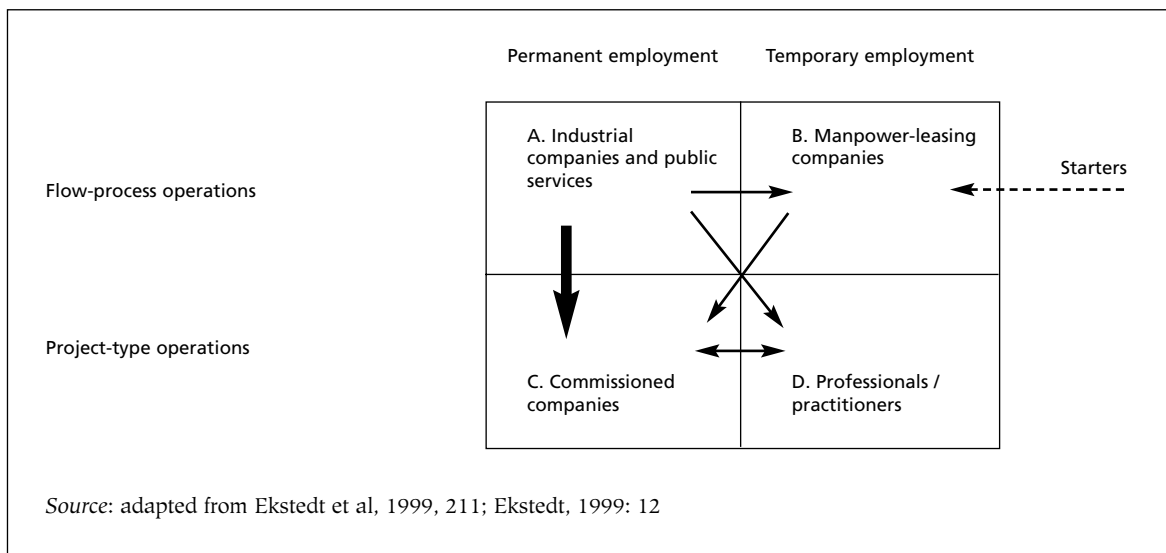 Permanent employment
Temporary employment
A. Industrial
companies and public
services
B. Manpower-leasing
companies
Starters
Flow-process operations
Project-type operations
C. Commissioned
companies
D. Professionals /
practitioners
Source: adapted from Ekstedt et al, 1999, 211; Ekstedt, 1999: 12